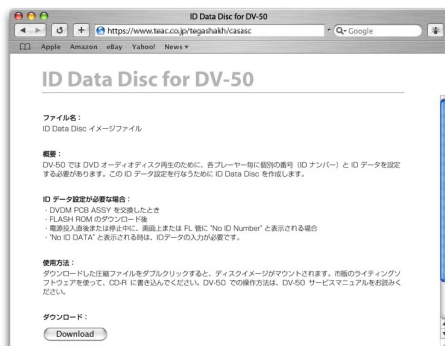 ID Data Disc for DV-50
https://www.teac.co.jp/tegashakh/casasc
Google
Apple Amazon eBay Yahoo! News
ID Data Disc for DV-50
ファイル名：
ID Data Disc イメージファイル
概要：
DV-50 では DVD オーディオディスク再生のために、各プレーヤー毎に個別の番号（ID ナンバー）と ID データを設定
する必要があります。この ID データ設定を行なうために ID Data Disc を作成します。
ID データ設定が必要な場合：
・DVDM PCB ASSY を交換したとき
・FLASH ROM のダウンロード後
・電源投入直後または停止中に、画面上または FL 管に "No ID Number" と表示される場合
・"No ID DATA" と表示される時は、IDデータの入力が必要です。
使用方法：
ダウンロードした圧縮ファイルをダブルクリックすると、ディスクイメージがマウントされます。市販のライティングソ
フトウェアを使って、CD-R に書き込んでください。DV-50 での操作方法は、DV-50 サービスマニュアルをお読みく
ださい。
ダウンロード：
Download